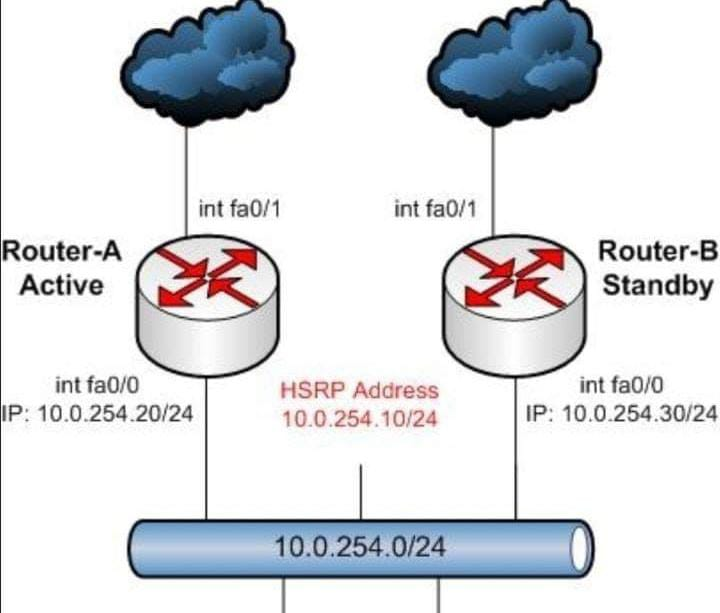 int fa0/1
int fa0/1
Router-A
Active
Router-B
Standby
int fa0/0
IP: 10.0.254.20/24
HSRP Address
10.0.254.10/24
int fa0/0
IP: 10.0.254.30/24
10.0.254.0/24